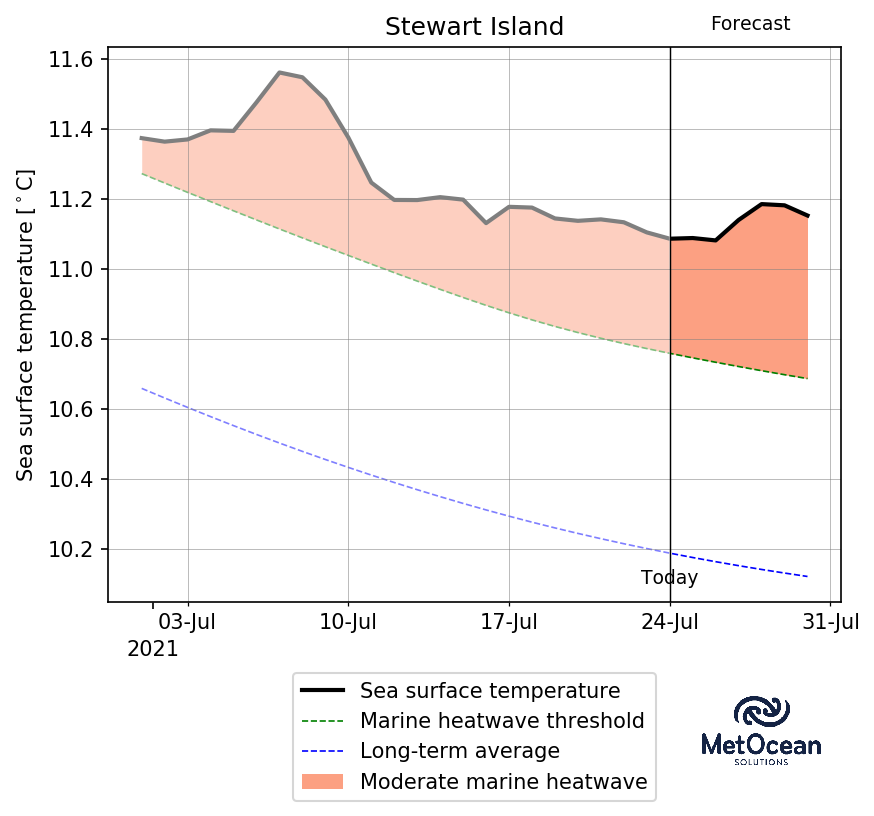 Stewart Island
Forecast
Sea surface temperature [°C]
11.6
11.4
11.2
11.0
10.8
10.6
10.4
10.2
Today
03-Jul
10-Jul
17-Jul
24-Jul
31-Jul
2021
Sea surface temperature
Marine heatwave threshold
Long-term average
Moderate marine heatwave
MetOcean
SOLUTIONS